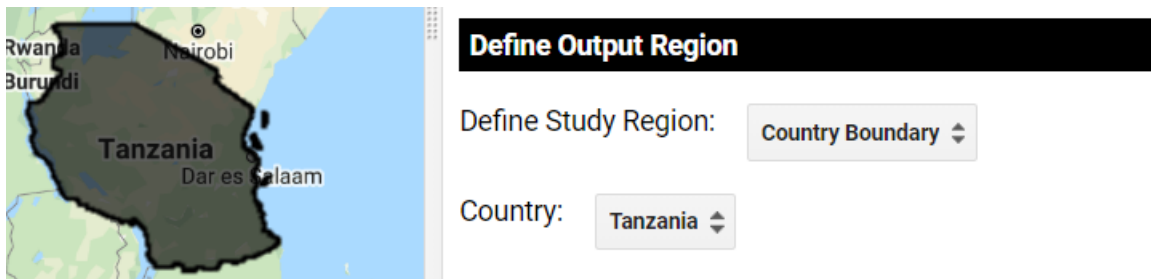 Rwanda
Nairobi
Burundi
Tanzania
Dar es Salaam
Define Output Region
Define Study Region:
Country Boundary
Country:
Tanzania